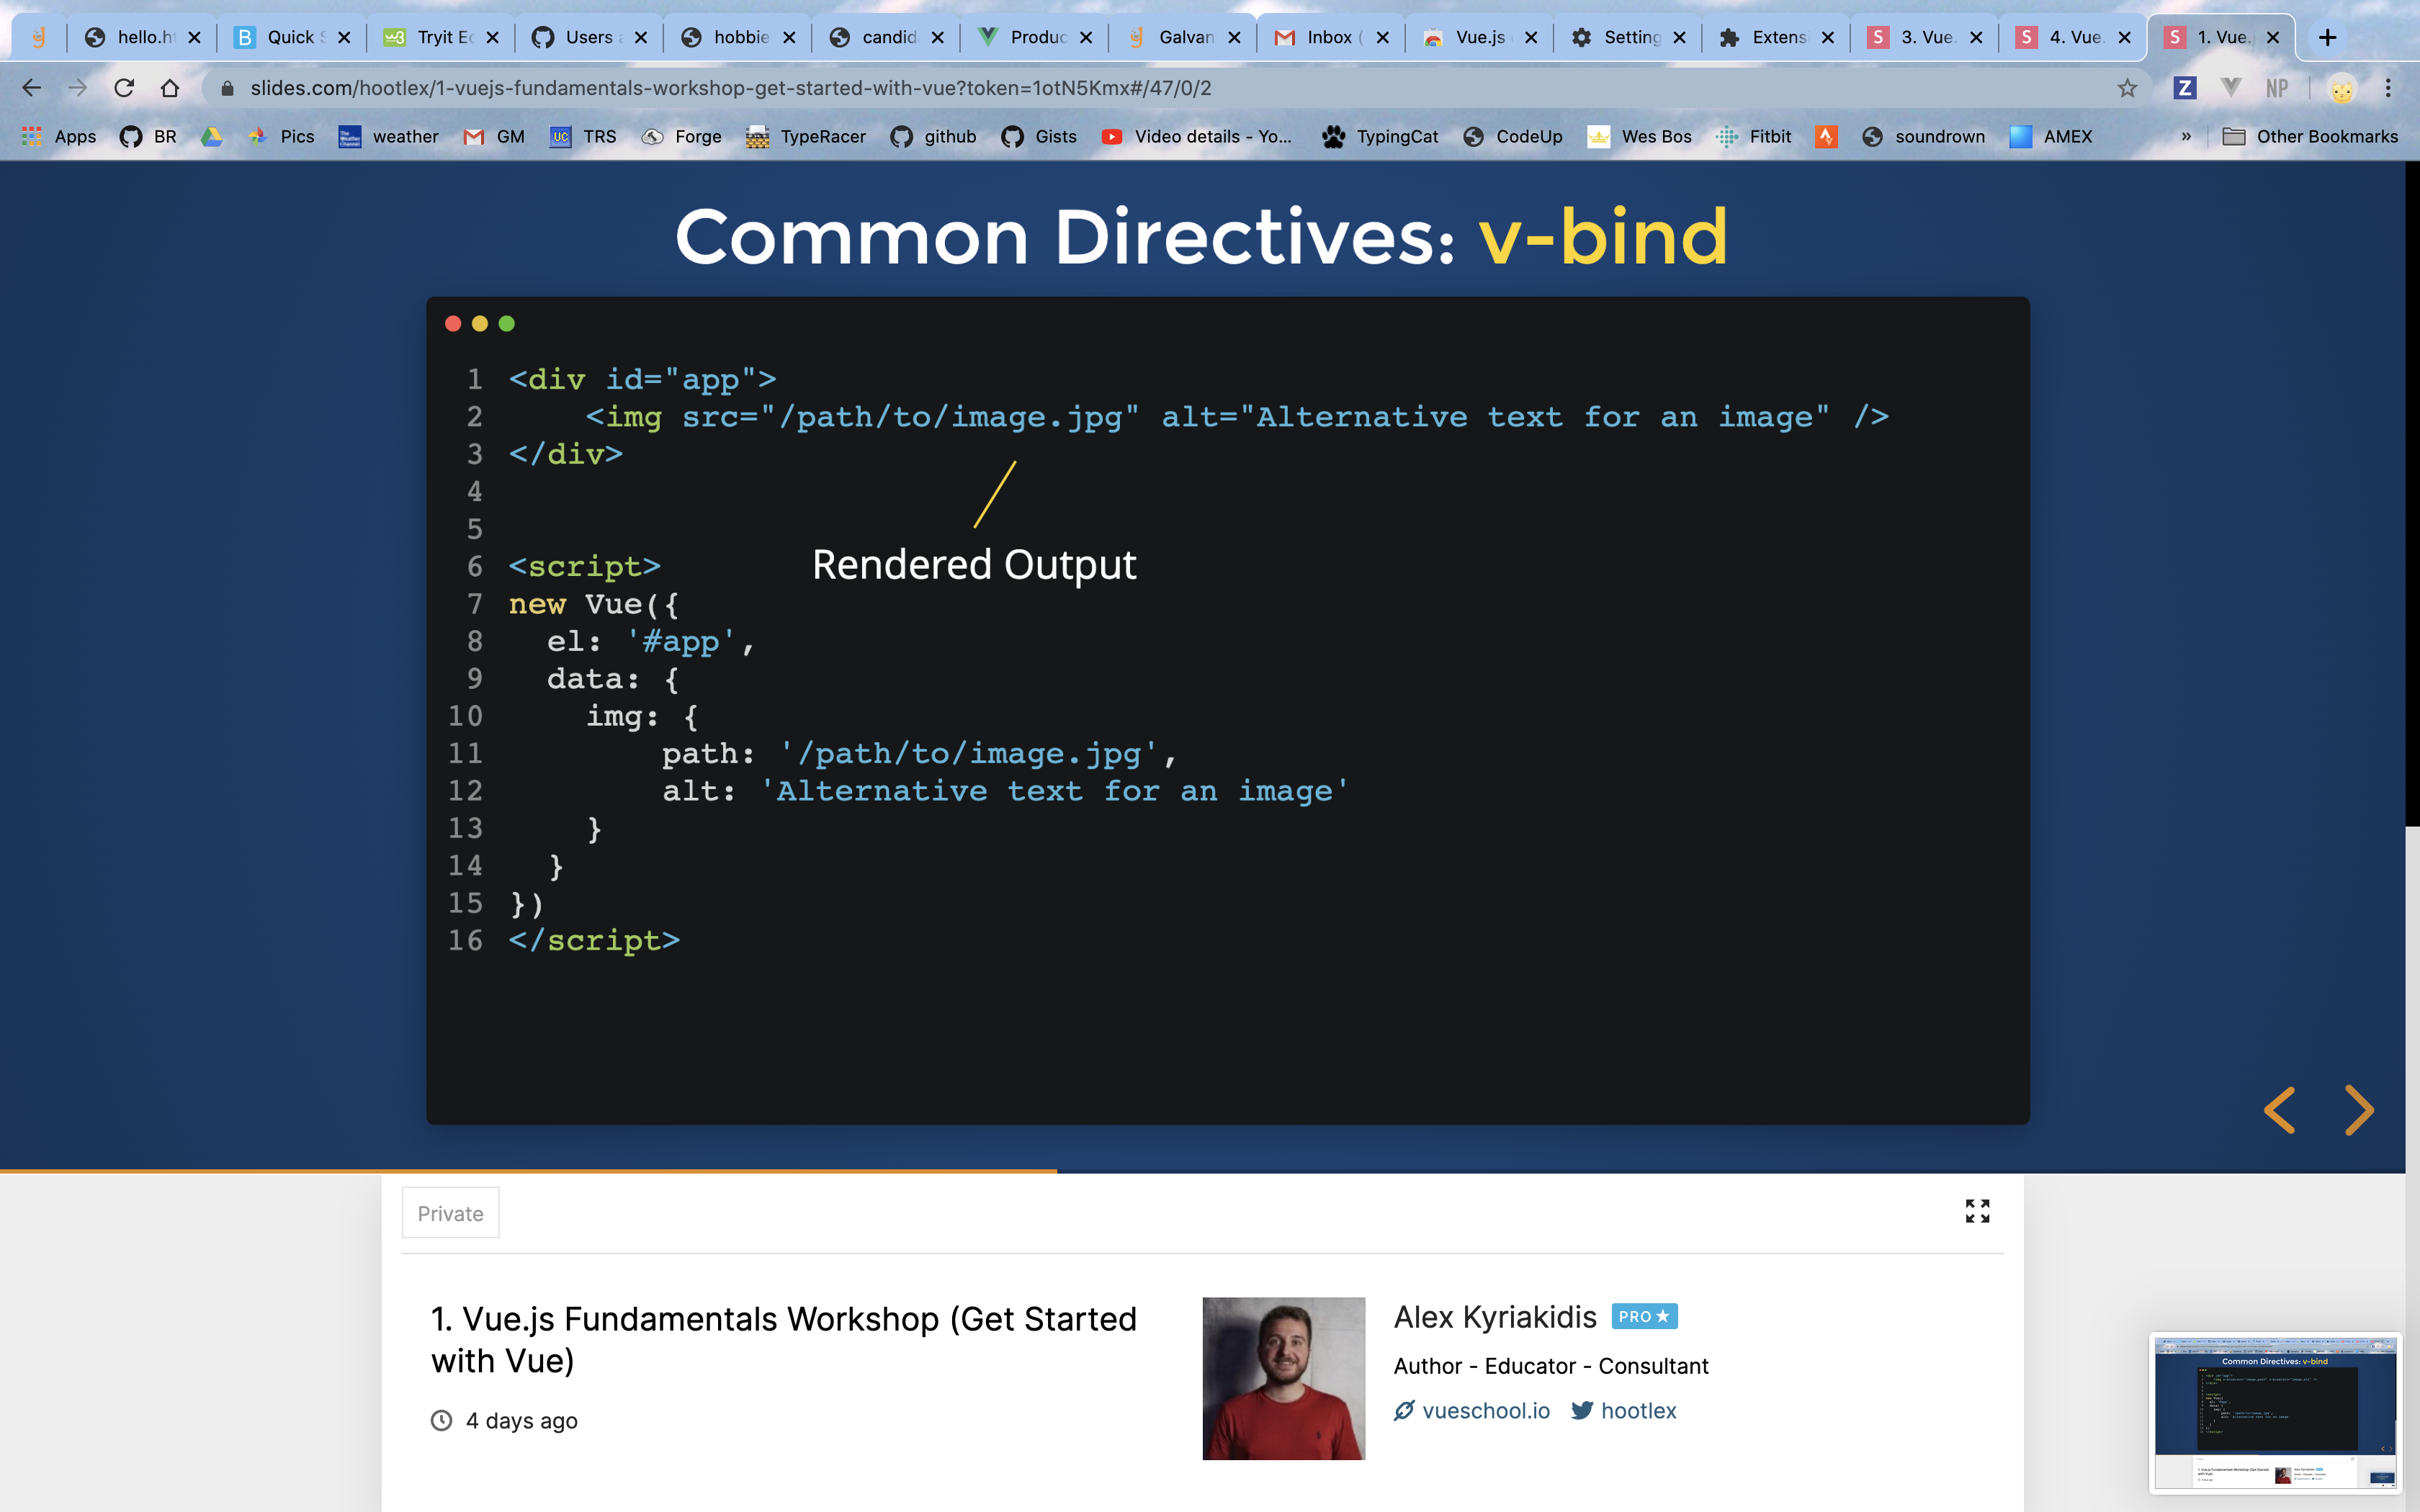 hello.h
Quick S
Tryit E
Users a
hobbie
candid
Produc
Galvan
Inbox (
Vue.js
Setting
Extens
3. Vue.
4. Vue.
1. Vue.
slides.com/hootlex/1-vuejs-fundamentals-workshop-get-started-with-vue?token=1otN5Kmx#/47/0/2
Z
NP
Apps BR Pics weather GM TRS Forge TypeRacer github Gists Video details - Yo... TypingCat CodeUp Wes Bos Fitbit soundrown AMEX » Other Bookmarks
Common Directives: v-bind
1 <div id="app">
2 <img src="/path/to/image.jpg" alt="Alternative text for an image" />
3 </div>
4
5
Rendered Output
6 <script>
7 new Vue({
8 el: '#app',
9 data: {
10 img: {
11 path: '/path/to/image.jpg',
12 alt: 'Alternative text for an image'
13 }
14 }
15 })
16 </script>
Private
1. Vue.js Fundamentals Workshop (Get Started
with Vue)
4 days ago
Alex Kyriakidis PRO
Author - Educator - Consultant
vueschool.io hootlex
Common Directives: v-bind